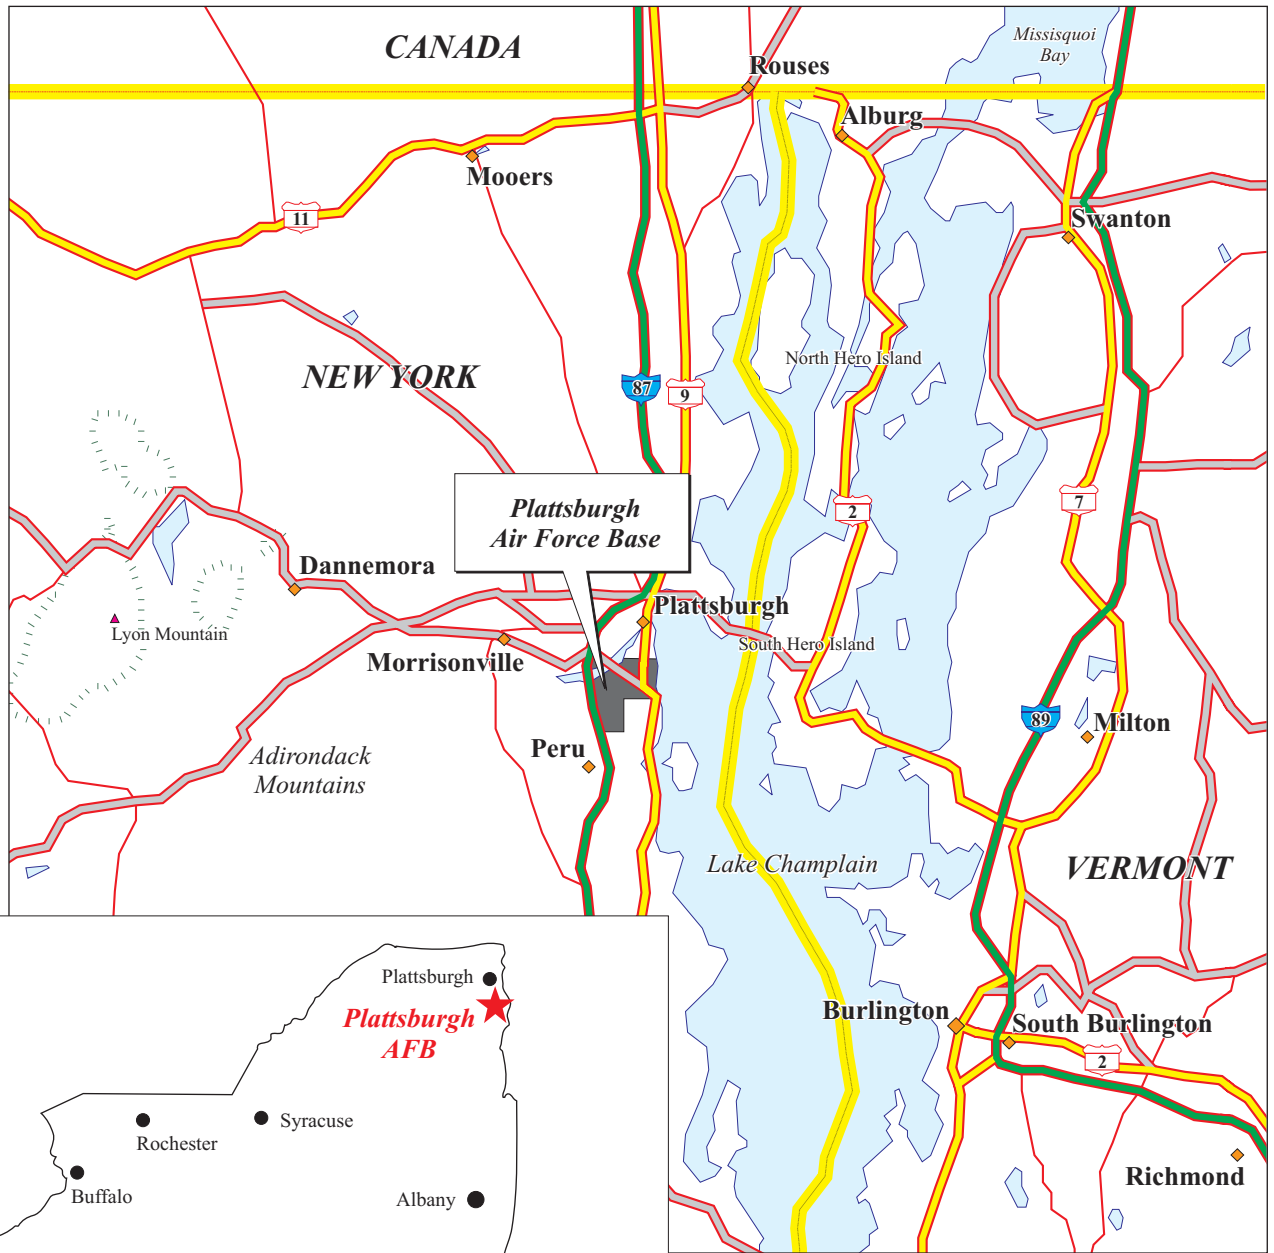 CANADA
Missisquoi
Bay
Rouses
Alburg
Mooers
11
Swanton
NEW YORK
North Hero Island
87
9
2
7
Plattsburgh
Air Force Base
Dannemora
Plattsburgh
Lyon Mountain
South Hero Island
Morrisonville
89
Milton
Peru
Adirondack
Mountains
Lake Champlain
VERMONT
Burlington
South Burlington
2
Richmond
Plattsburgh
Plattsburgh
AFB
Syracuse
Rochester
Buffalo
Albany